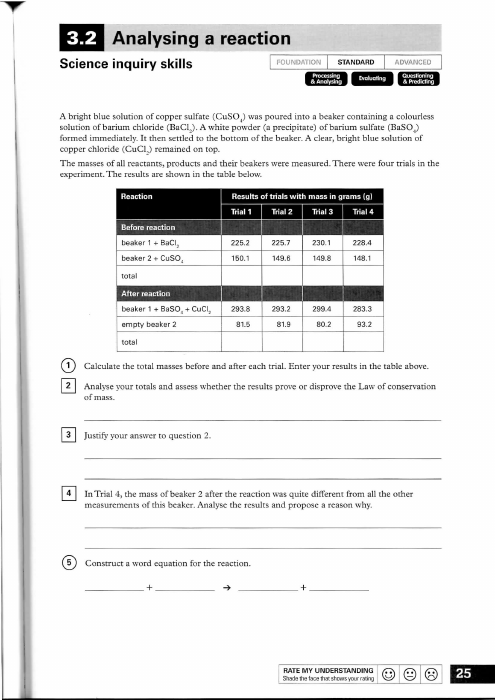 3.2 Analysing a reaction
Science inquiry skills
FOUNDATION STANDARD ADVANCED
Processing & Analysing Evaluating Questioning & Predicting
A bright blue solution of copper sulfate (CuSO₄) was poured into a beaker containing a colourless
solution of barium chloride (BaCl₂). A white powder (a precipitate) of barium sulfate (BaSO₄)
formed immediately. It then settled to the bottom of the beaker. A clear, bright blue solution of
copper chloride (CuCl₂) remained on top.
The masses of all reactants, products and their beakers were measured. There were four trials in the
experiment. The results are shown in the table below.
Reaction Results of trials with mass in grams (g)
Trial 1 Trial 2 Trial 3 Trial 4
Before reaction
beaker 1 + BaCl₂ 225.2 225.7 230.1 228.4
beaker 2 + CuSO₄ 150.1 149.6 149.8 148.1
total
After reaction
beaker 1 + BaSO₄ + CuCl₂ 293.8 293.2 299.4 283.3
empty beaker 2 81.5 81.9 80.2 93.2
total
1 Calculate the total masses before and after each trial. Enter your results in the table above.
2 Analyse your totals and assess whether the results prove or disprove the Law of conservation
of mass.
3 Justify your answer to question 2.
4 In Trial 4, the mass of beaker 2 after the reaction was quite different from all the other
measurements of this beaker. Analyse the results and propose a reason why.
5 Construct a word equation for the reaction.
+ → +
RATE MY UNDERSTANDING
Shade the face that shows your rating
25